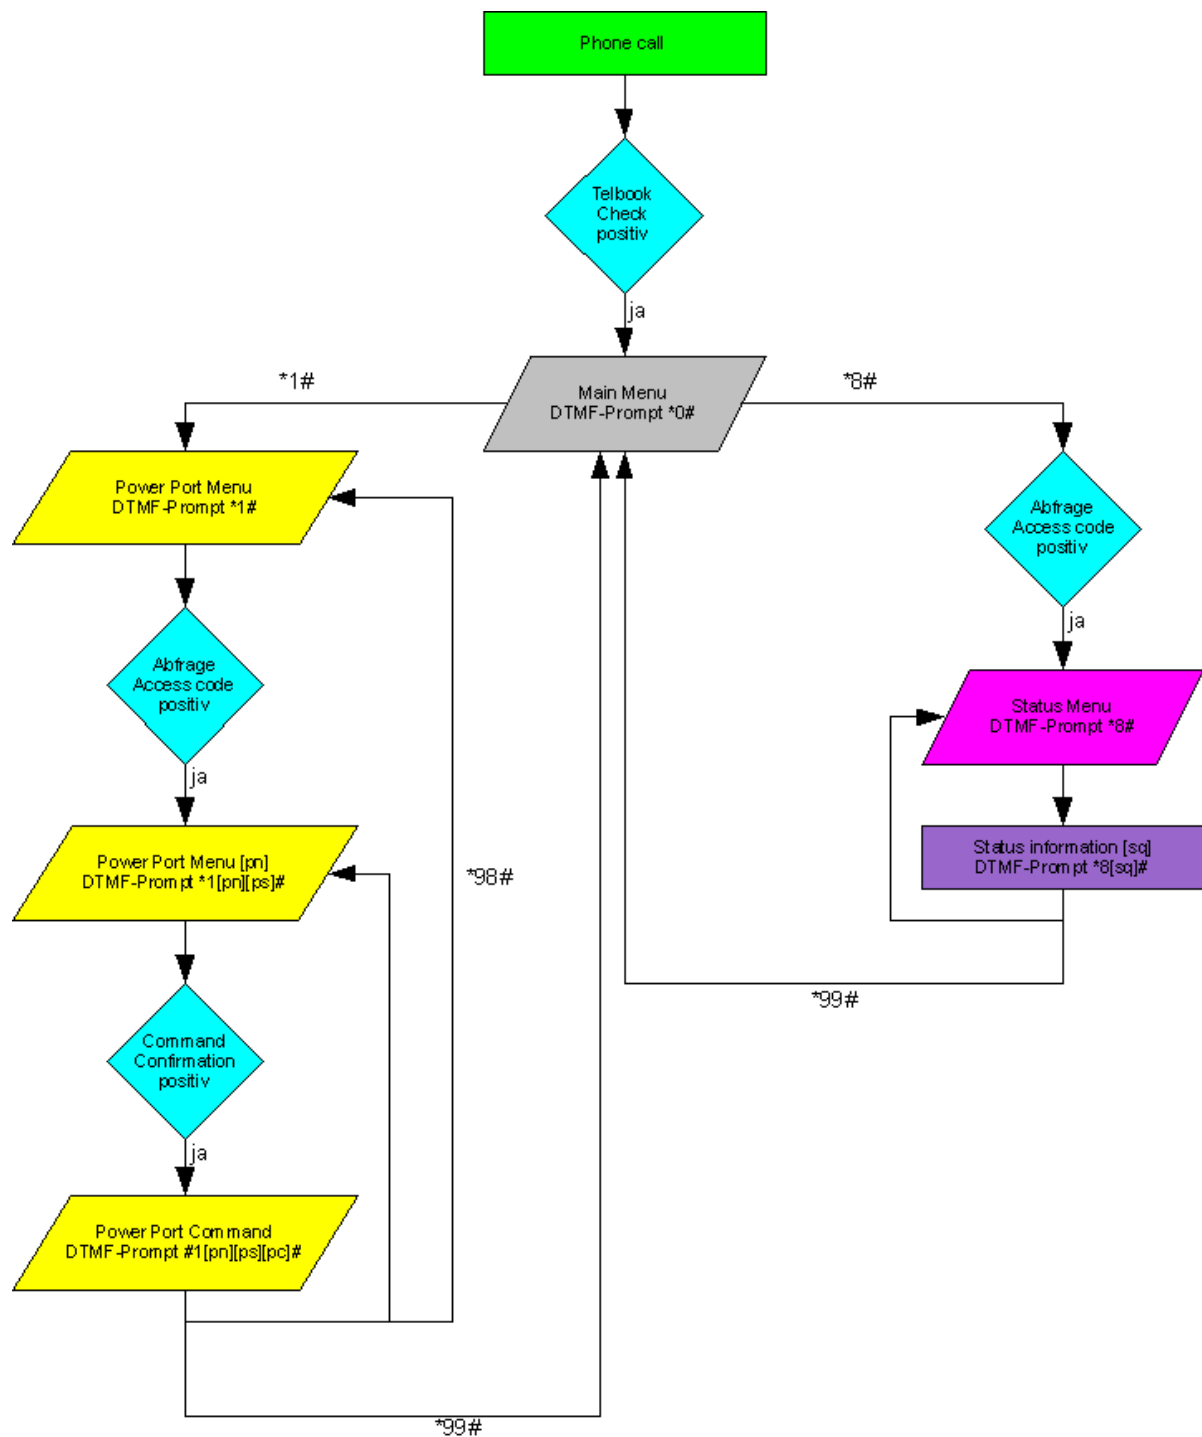 Phone call
Telbook
Check
positiv
ja
*1#
*8#
Main Menu
DTMF-Prompt *0#
Power Port Menu
DTMF-Prompt *1#
Abfrage
Access code
positiv
ja
Abfrage
Access code
positiv
ja
Status Menu
DTMF-Prompt *8#
Status information [sq]
DTMF-Prompt *8[sq]#
*99#
Power Port Menu [pn]
DTMF-Prompt *1[pn][ps]#
*98#
Command
Confirmation
positiv
ja
Power Port Command
DTMF-Prompt #1[pn][ps][pc]#
*99#